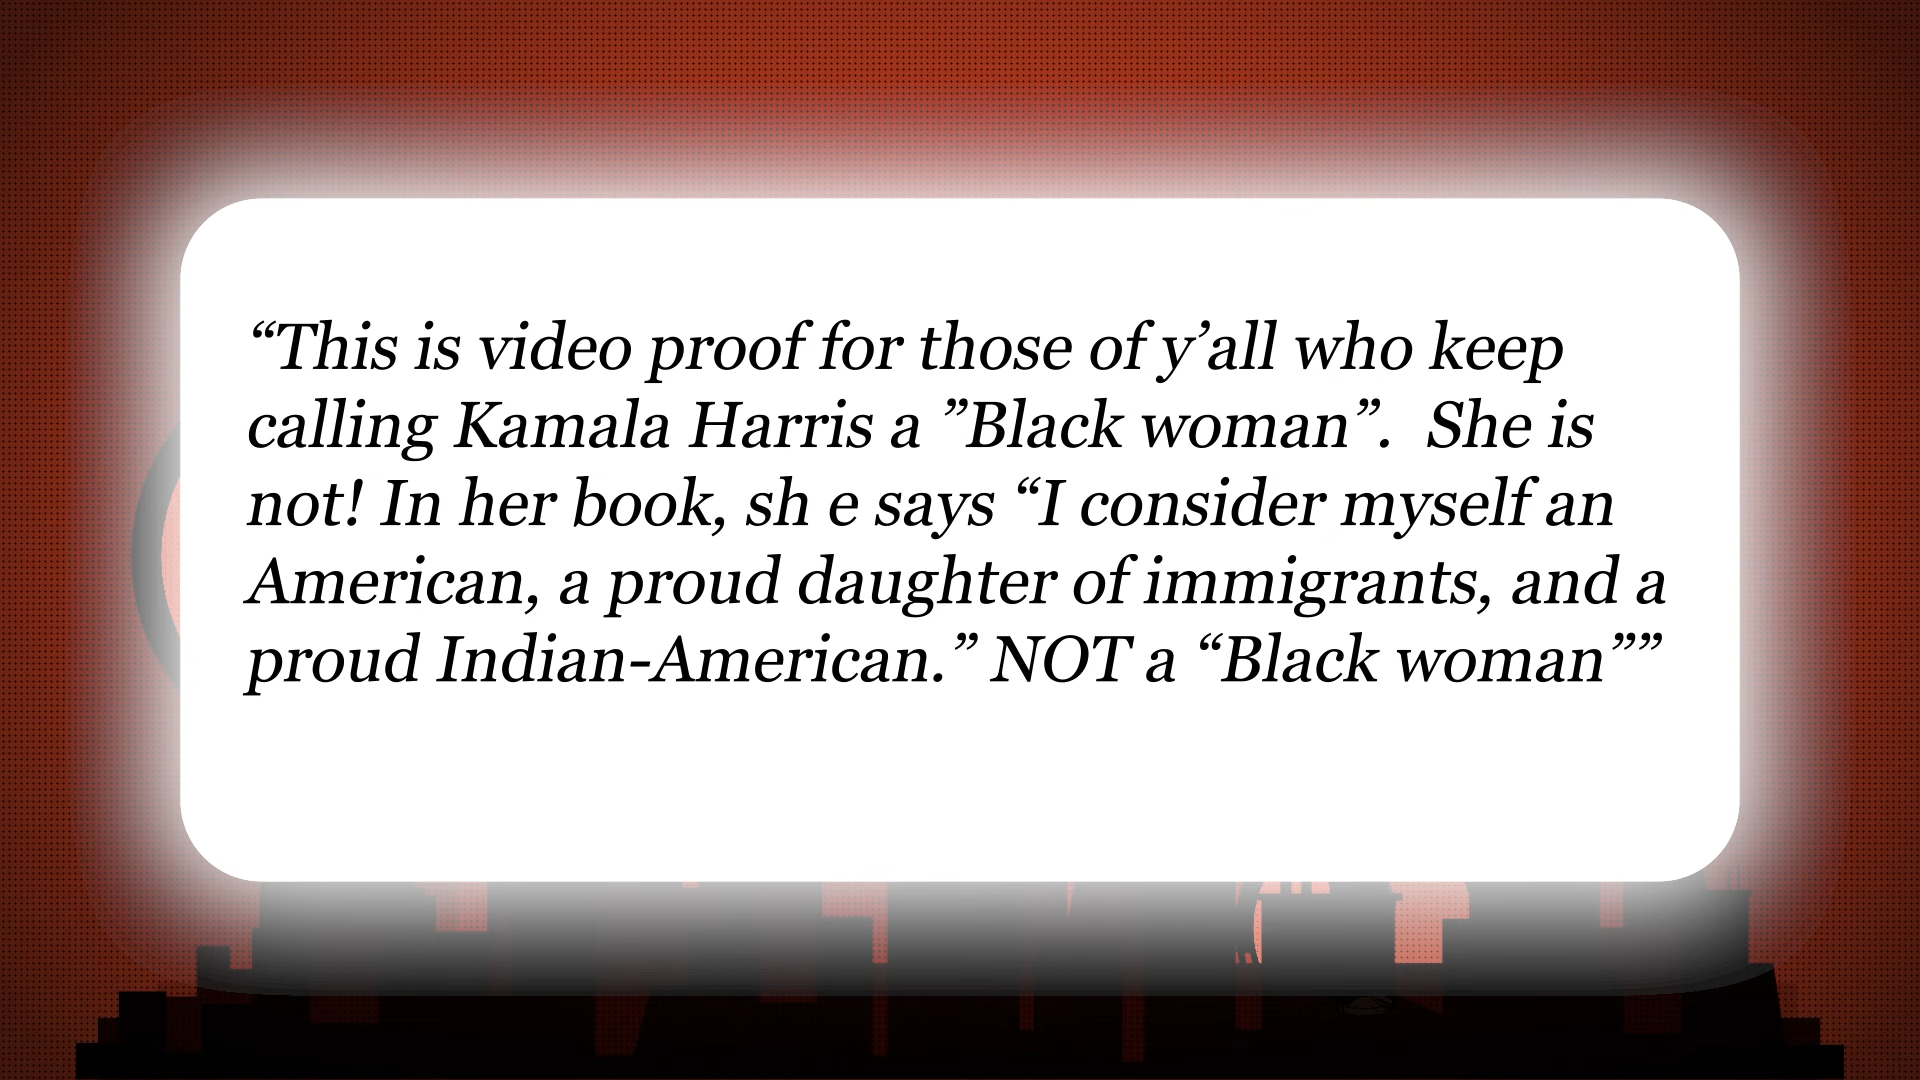 “This is video proof for those of y’all who keep
calling Kamala Harris a ”Black woman”.  She is
not! In her book, sh e says “I consider myself an
American, a proud daughter of immigrants, and a
proud Indian-American.” NOT a “Black woman””